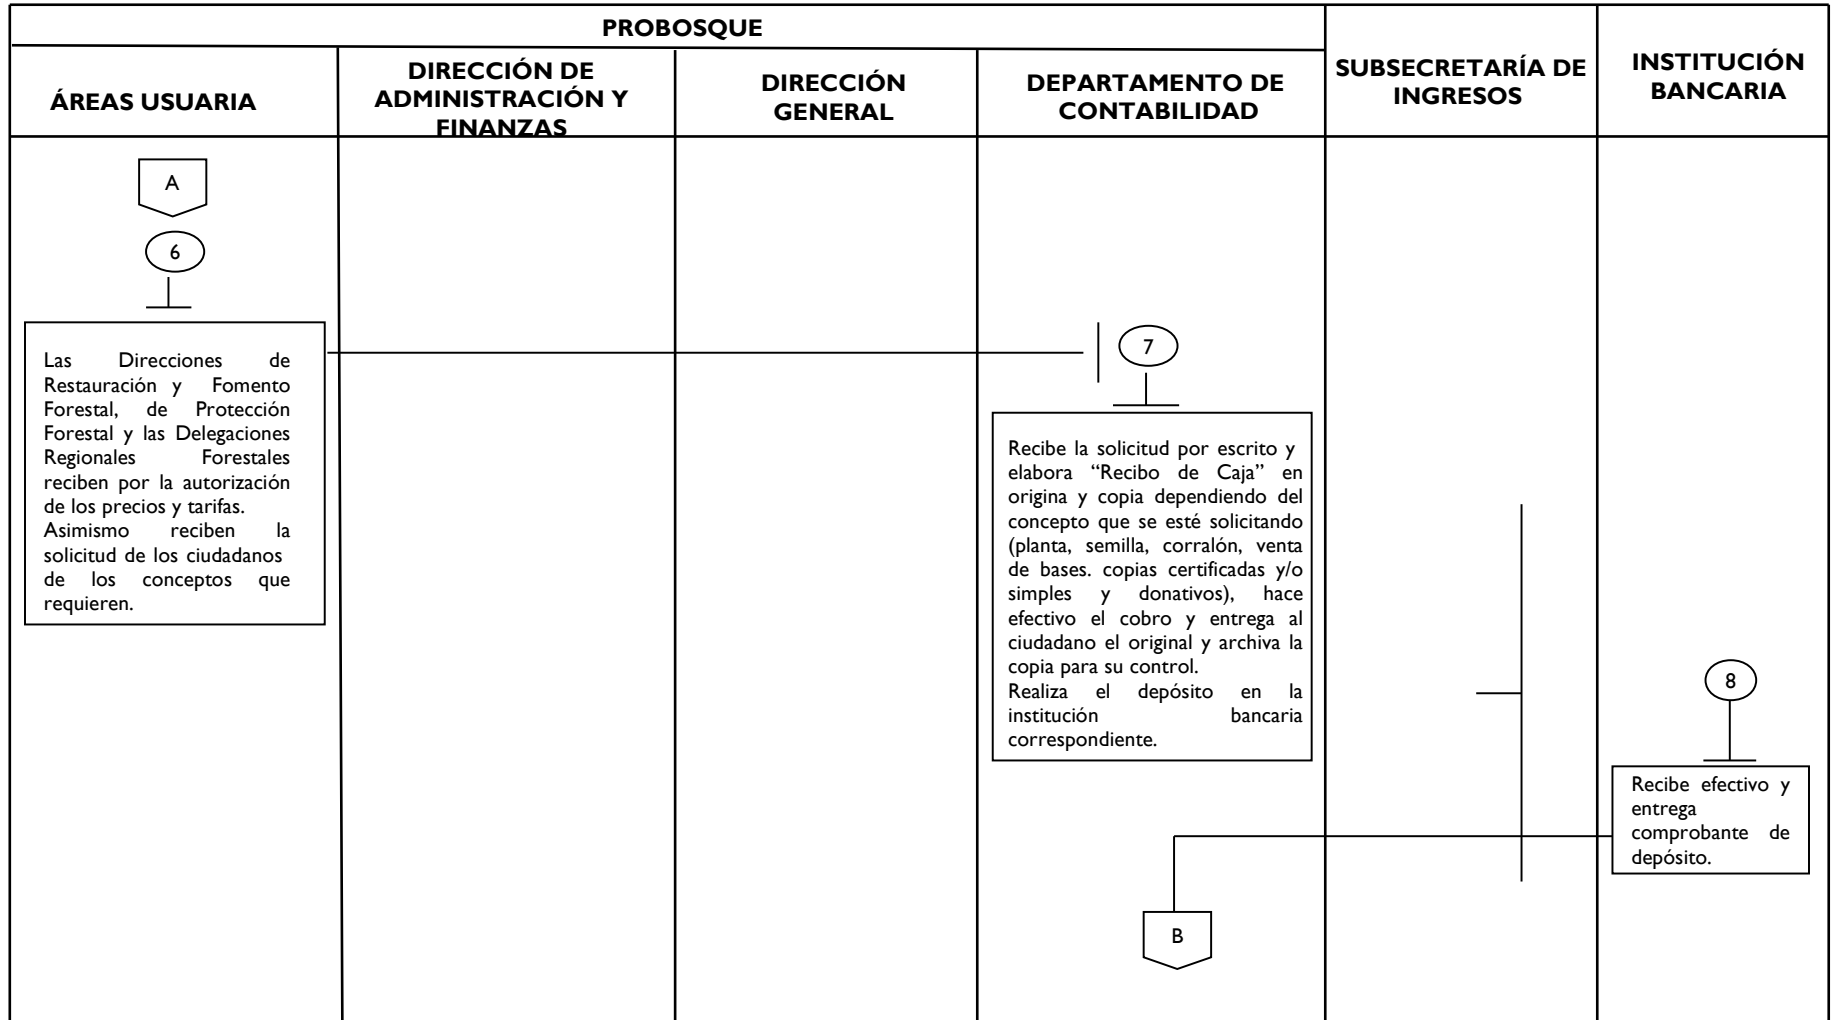 PROBOSQUE
ÁREAS USUARIA
DIRECCIÓN DE
ADMINISTRACIÓN Y
FINANZAS
DIRECCIÓN
GENERAL
DEPARTAMENTO DE
CONTABILIDAD
SUBSECRETARÍA DE
INGRESOS
INSTITUCIÓN
BANCARIA
A
6
Las Direcciones de
Restauración y Fomento
Forestal, de Protección
Forestal y las Delegaciones
Regionales Forestales
reciben por la autorización
de los precios y tarifas.
Asimismo reciben la
solicitud de los ciudadanos
de los conceptos que
requieren.
7
Recibe la solicitud por escrito y
elabora “Recibo de Caja” en
origina y copia dependiendo del
concepto que se esté solicitando
(planta, semilla, corralón, venta
de bases. copias certificadas y/o
simples y donativos), hace
efectivo el cobro y entrega al
ciudadano el original y archiva la
copia para su control.
Realiza el depósito en la
institución bancaria
correspondiente.
8
Recibe efectivo y
entrega
comprobante de
depósito.
B